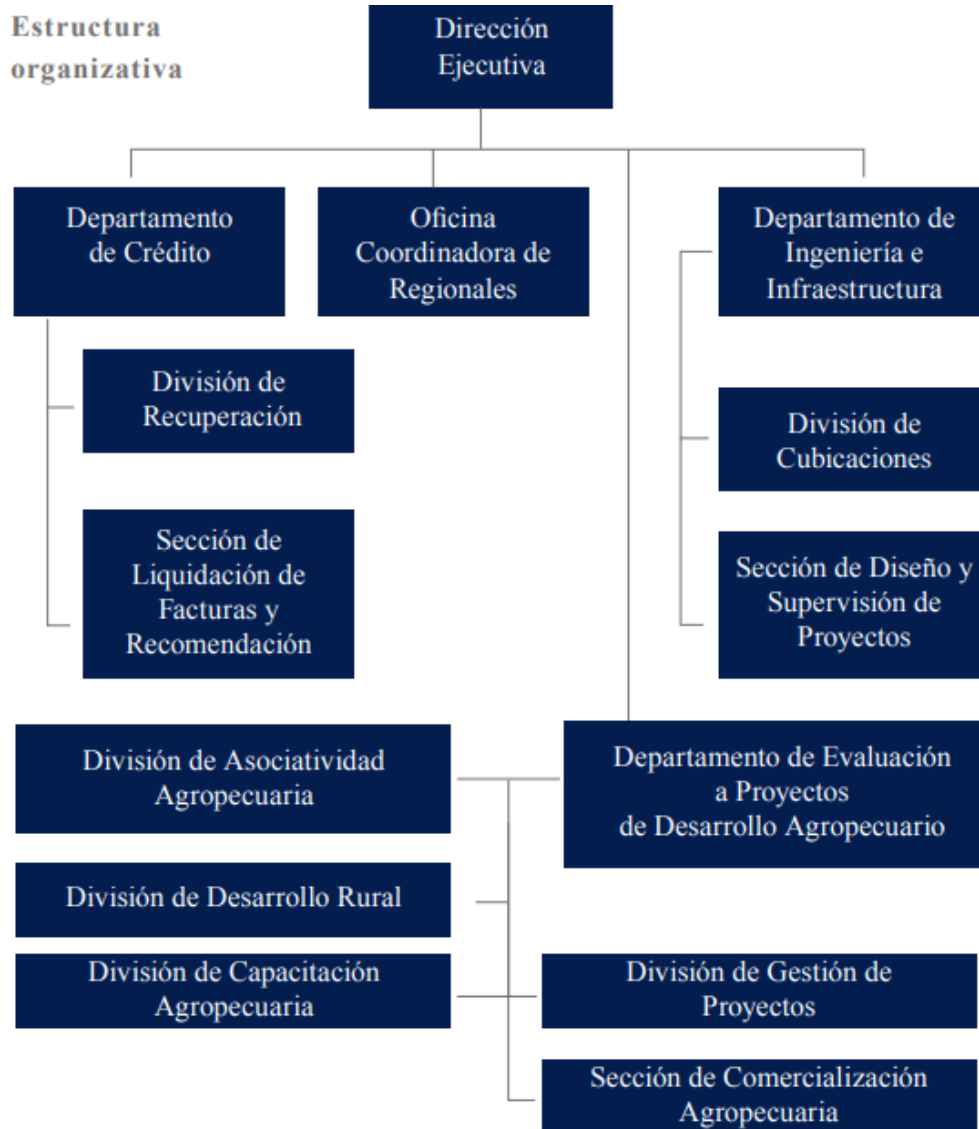 Estructura
organizativa
Dirección
Ejecutiva
Departamento
de Crédito
Oficina
Coordinadora de
Regionales
Departamento de
Ingeniería e
Infraestructura
División de
Recuperación
División de
Cubicaciones
Sección de
Liquidación de
Facturas y
Recomendación
Sección de Diseño y
Supervisión de
Proyectos
División de Asociatividad
Agropecuaria
Departamento de Evaluación
a Proyectos
de Desarrollo Agropecuario
División de Desarrollo Rural
División de Capacitación
Agropecuaria
División de Gestión de
Proyectos
Sección de Comercialización
Agropecuaria